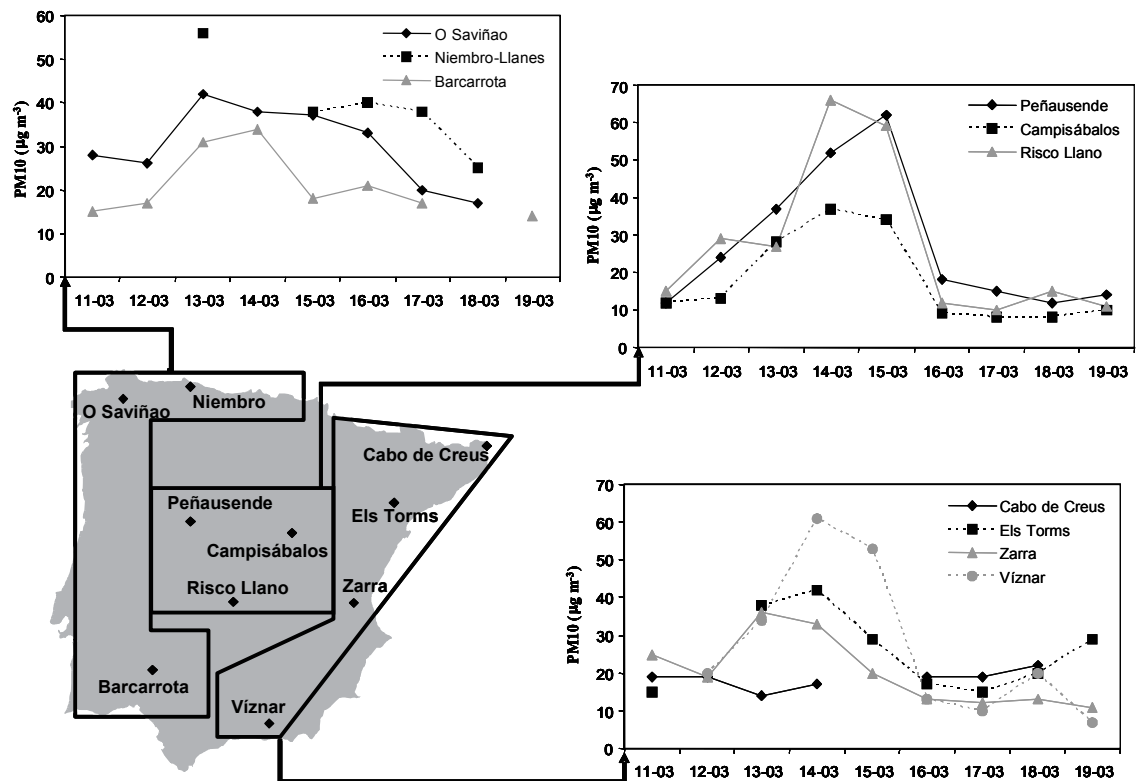 60
50
40
30
20
10
0
PM10 (µg m-3)
O Saviñao
Niembro-Llanes
Barcarrota
11-03 12-03 13-03 14-03 15-03 16-03 17-03 18-03 19-03
70
60
50
40
30
20
10
0
PM10 (µg m-3)
Peñausende
Campisábalos
Risco Llano
11-03 12-03 13-03 14-03 15-03 16-03 17-03 18-03 19-03
O Saviñao
Niembro
Cabo de Creus
Peñausende
Els Torms
Campisábalos
Risco Llano
Zarra
Barcarrota
Víznar
70
60
50
40
30
20
10
0
PM10 (µg m-3)
Cabo de Creus
Els Torms
Zarra
Víznar
11-03 12-03 13-03 14-03 15-03 16-03 17-03 18-03 19-03